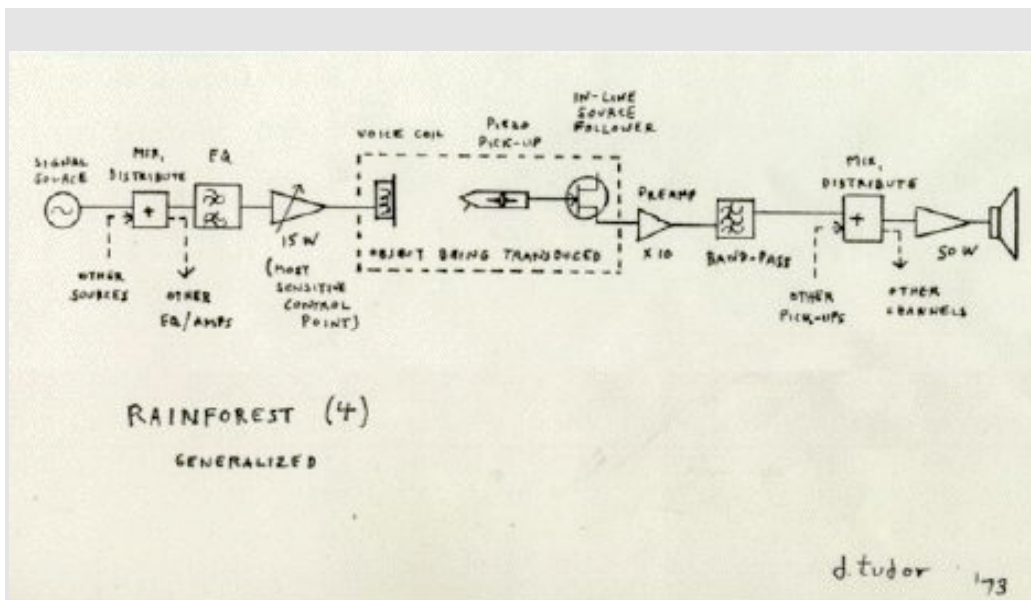 SIGNAL
SOURCE
MIX,
DISTRIBUTE
+
OTHER
SOURCES
OTHER
EQ/AMPS
EQ
15 W
(MOST
SENSITIVE
CONTROL
POINT)
VOICE COIL
PIEZO
PICK-UP
IN-LINE
SOURCE
FOLLOWER
OBJECT BEING TRANSDUCED
PREAMP
X 10
BAND-PASS
MIX,
DISTRIBUTE
+
OTHER
PICK-UPS
OTHER
CHANNELS
50 W
RAINFOREST (4)
GENERALIZED
d. tudor '73